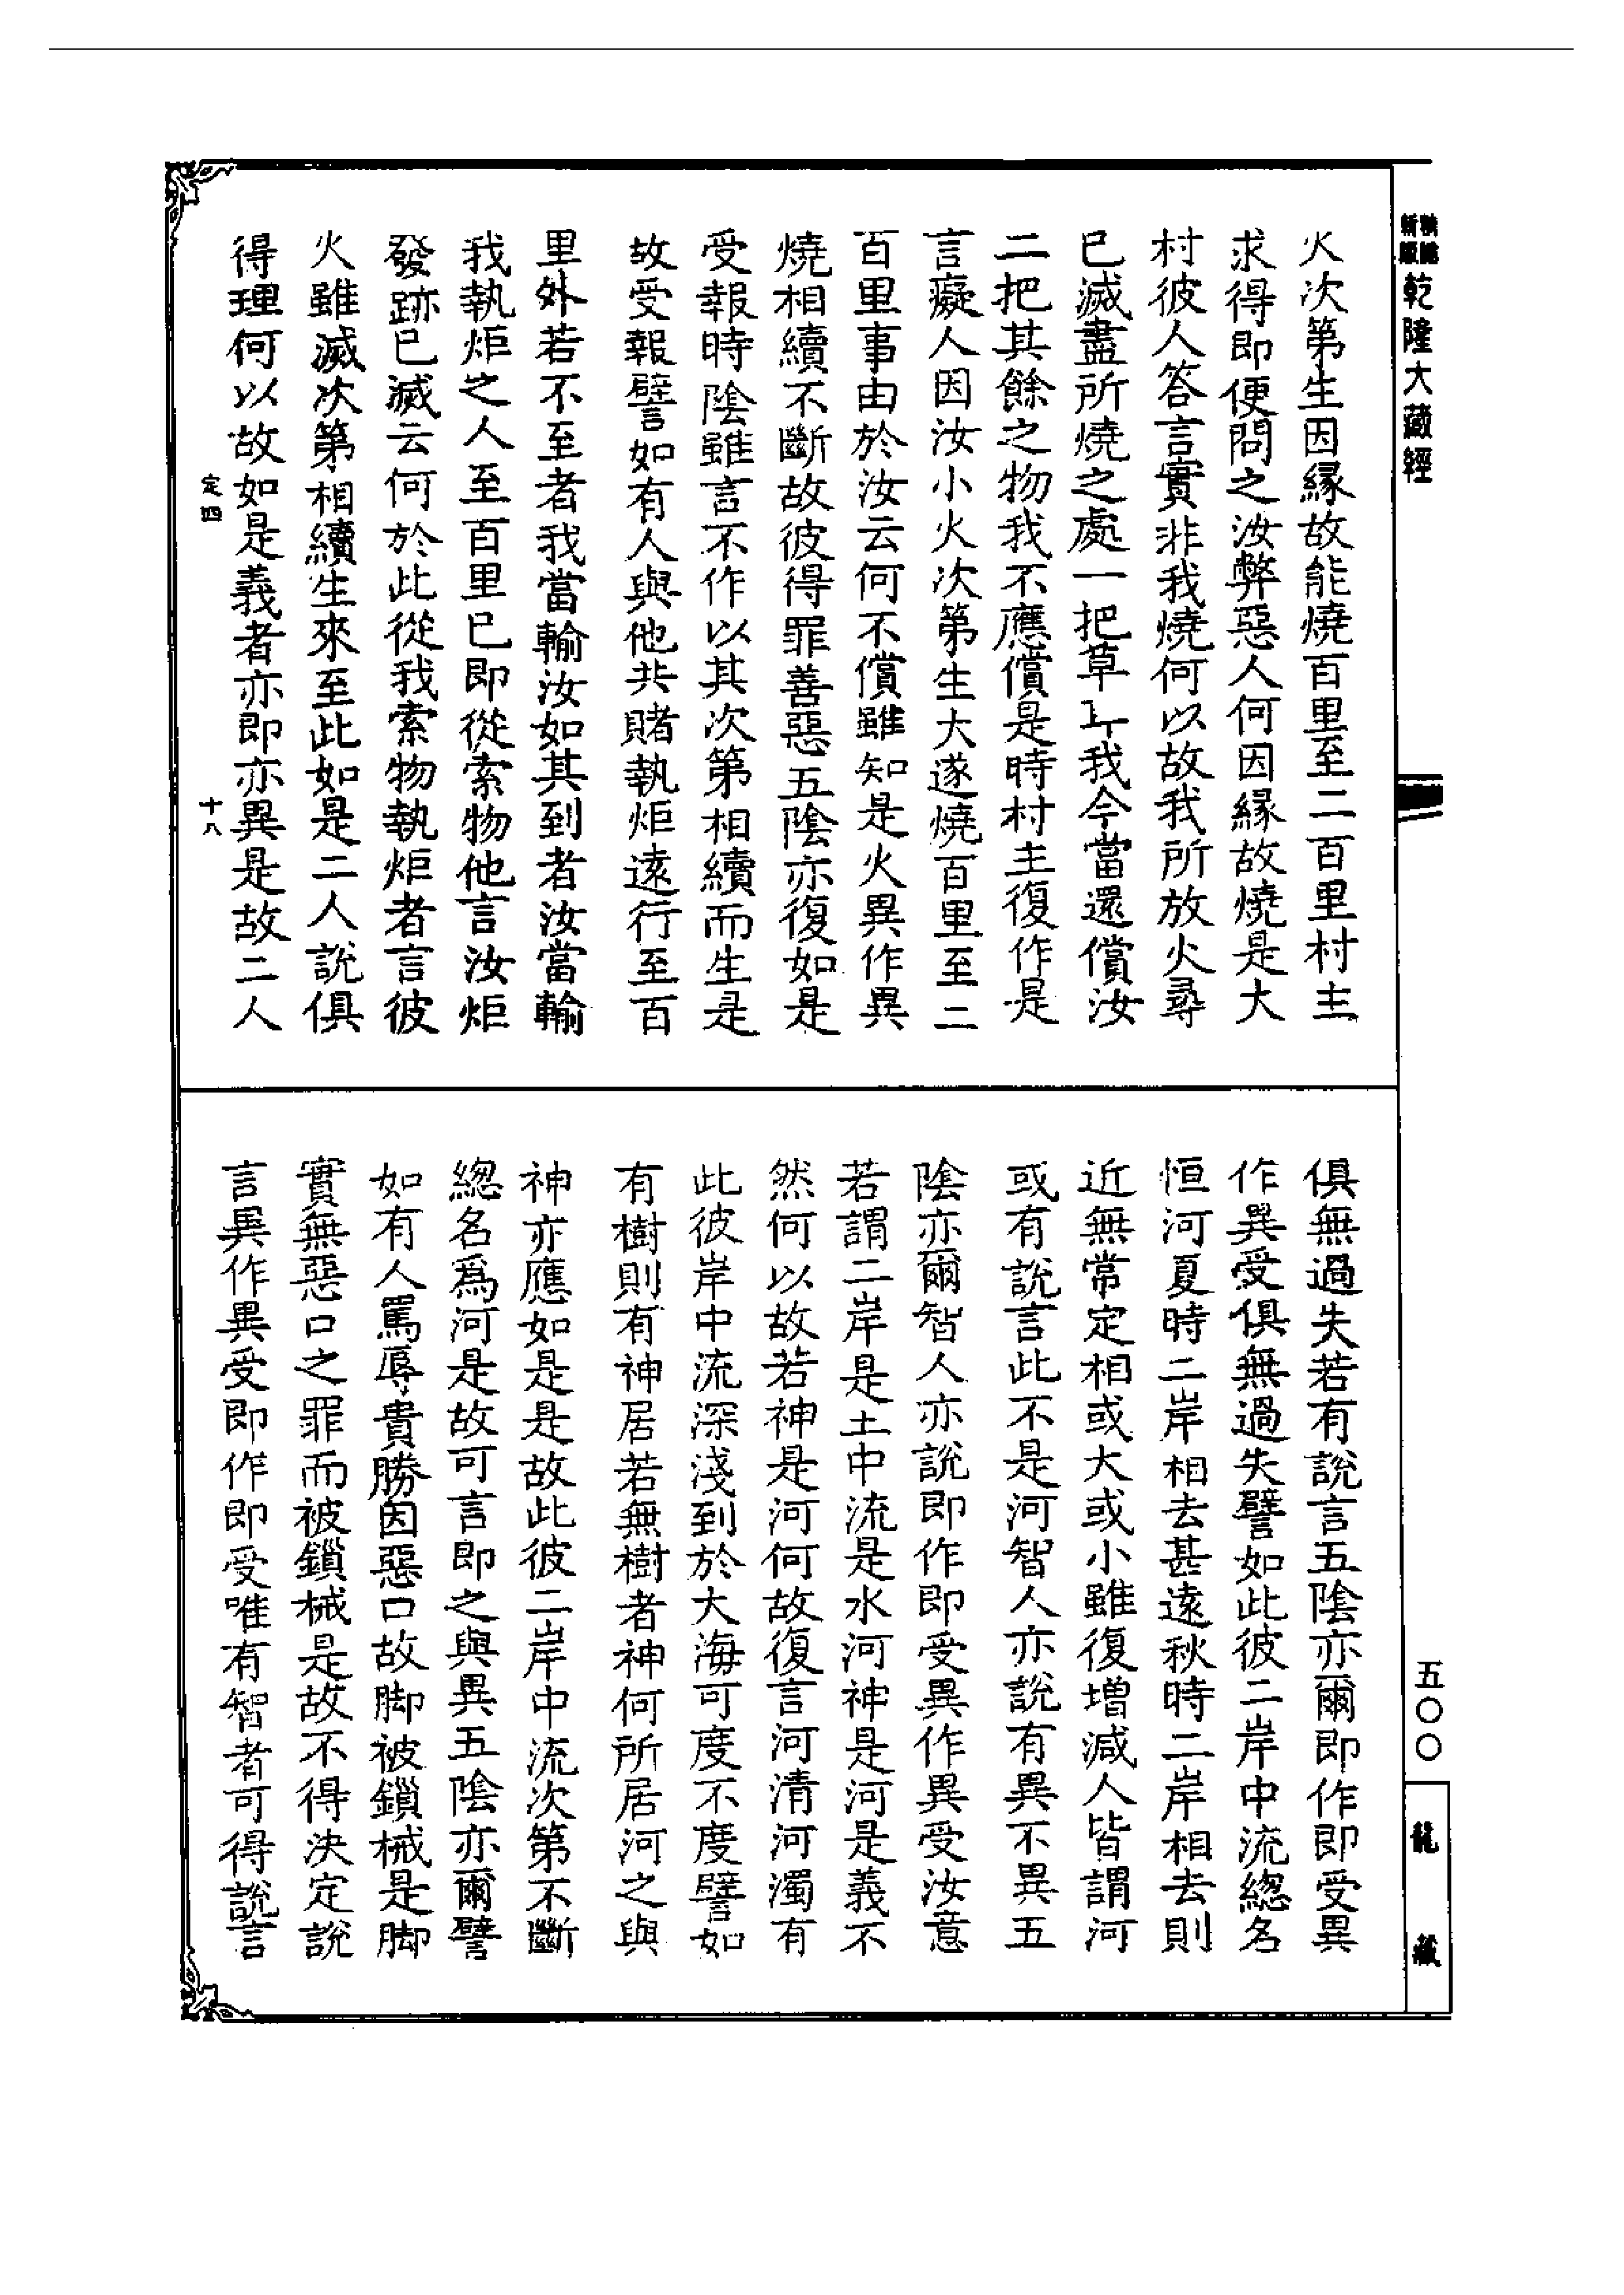 乾隆大藏經
火次第生因緣故能燒百里至二百里村主
求得即便問之汝弊惡人何因緣故燒是大
村彼人答言實非我燒何以故我所放火尋
已滅盡所燒之處一把草耳我今當還償汝
二把其餘之物我不應償是時村主復作是
言癡人因汝小火次第生大遂燒百里至二
百里事由於汝云何不償雖知是火異作異
燒相續不斷故彼得罪善惡五陰亦復如是
受報時陰雖言不作以其次第相續而生是
故受報譬如有人與他共賭執炬遠行至百
里外若不至者我當輸汝如其到者汝當輸
我執炬之人至百里已即從索物他言汝炬
發跡已滅云何於此從我索物執炬者言彼
火雖滅次第相續生來至此如是二人說俱
得理何以故如是義者亦即亦異是故二人
定四
十八
俱無過失若有說言五陰亦爾即作即受異
作異受俱無過失譬如此彼二岸中流總名
恒河夏時二岸相去甚遠秋時二岸相去則
近無常定相或大或小雖復增減人皆謂河
或有說言此不是河智人亦說有異不異五
陰亦爾智人亦說即作即受異作異受汝意
若謂二岸是土中流是水河神是河是義不
然何以故若神是河何故復言河清河濁有
此彼岸中流深淺到於大海可度不度譬如
有樹則有神居若無樹者神何所居河之與
神亦應如是是故此彼二岸中流次第不斷
總名為河是故可言即之與異五陰亦爾譬
如有人罵辱貴勝因惡口故脚被鎖械是脚
實無惡口之罪而被鎖械是故不得決定說
言異作異受即作即受唯有智者可得說言
五〇〇
龍藏